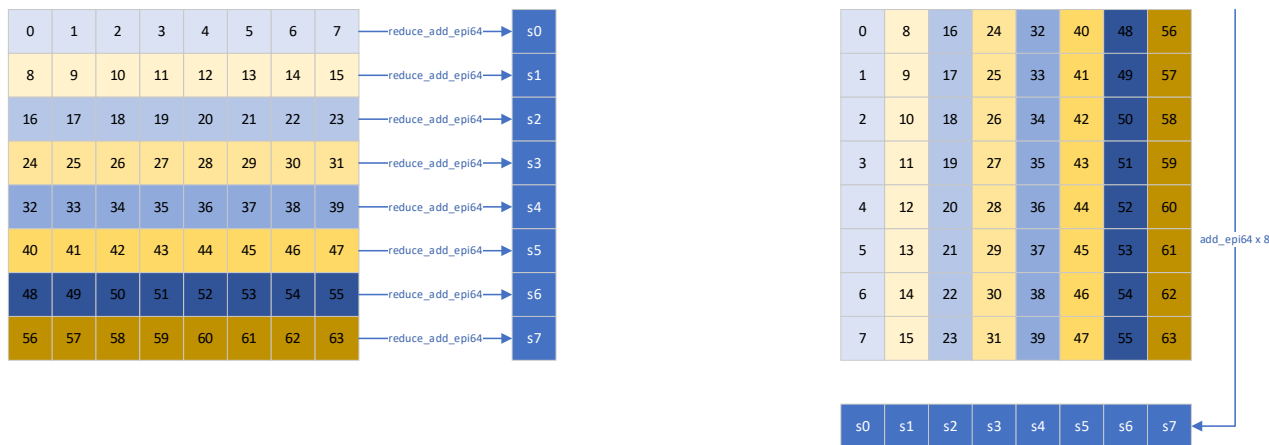 0 1 2 3 4 5 6 7 reduce_add_epi64 s0
8 9 10 11 12 13 14 15 reduce_add_epi64 s1
16 17 18 19 20 21 22 23 reduce_add_epi64 s2
24 25 26 27 28 29 30 31 reduce_add_epi64 s3
32 33 34 35 36 37 38 39 reduce_add_epi64 s4
40 41 42 43 44 45 46 47 reduce_add_epi64 s5
48 49 50 51 52 53 54 55 reduce_add_epi64 s6
56 57 58 59 60 61 62 63 reduce_add_epi64 s7
0 8 16 24 32 40 48 56
1 9 17 25 33 41 49 57
2 10 18 26 34 42 50 58
3 11 19 27 35 43 51 59
4 12 20 28 36 44 52 60
add_epi64 x 8
5 13 21 29 37 45 53 61
6 14 22 30 38 46 54 62
7 15 23 31 39 47 55 63
s0 s1 s2 s3 s4 s5 s6 s7